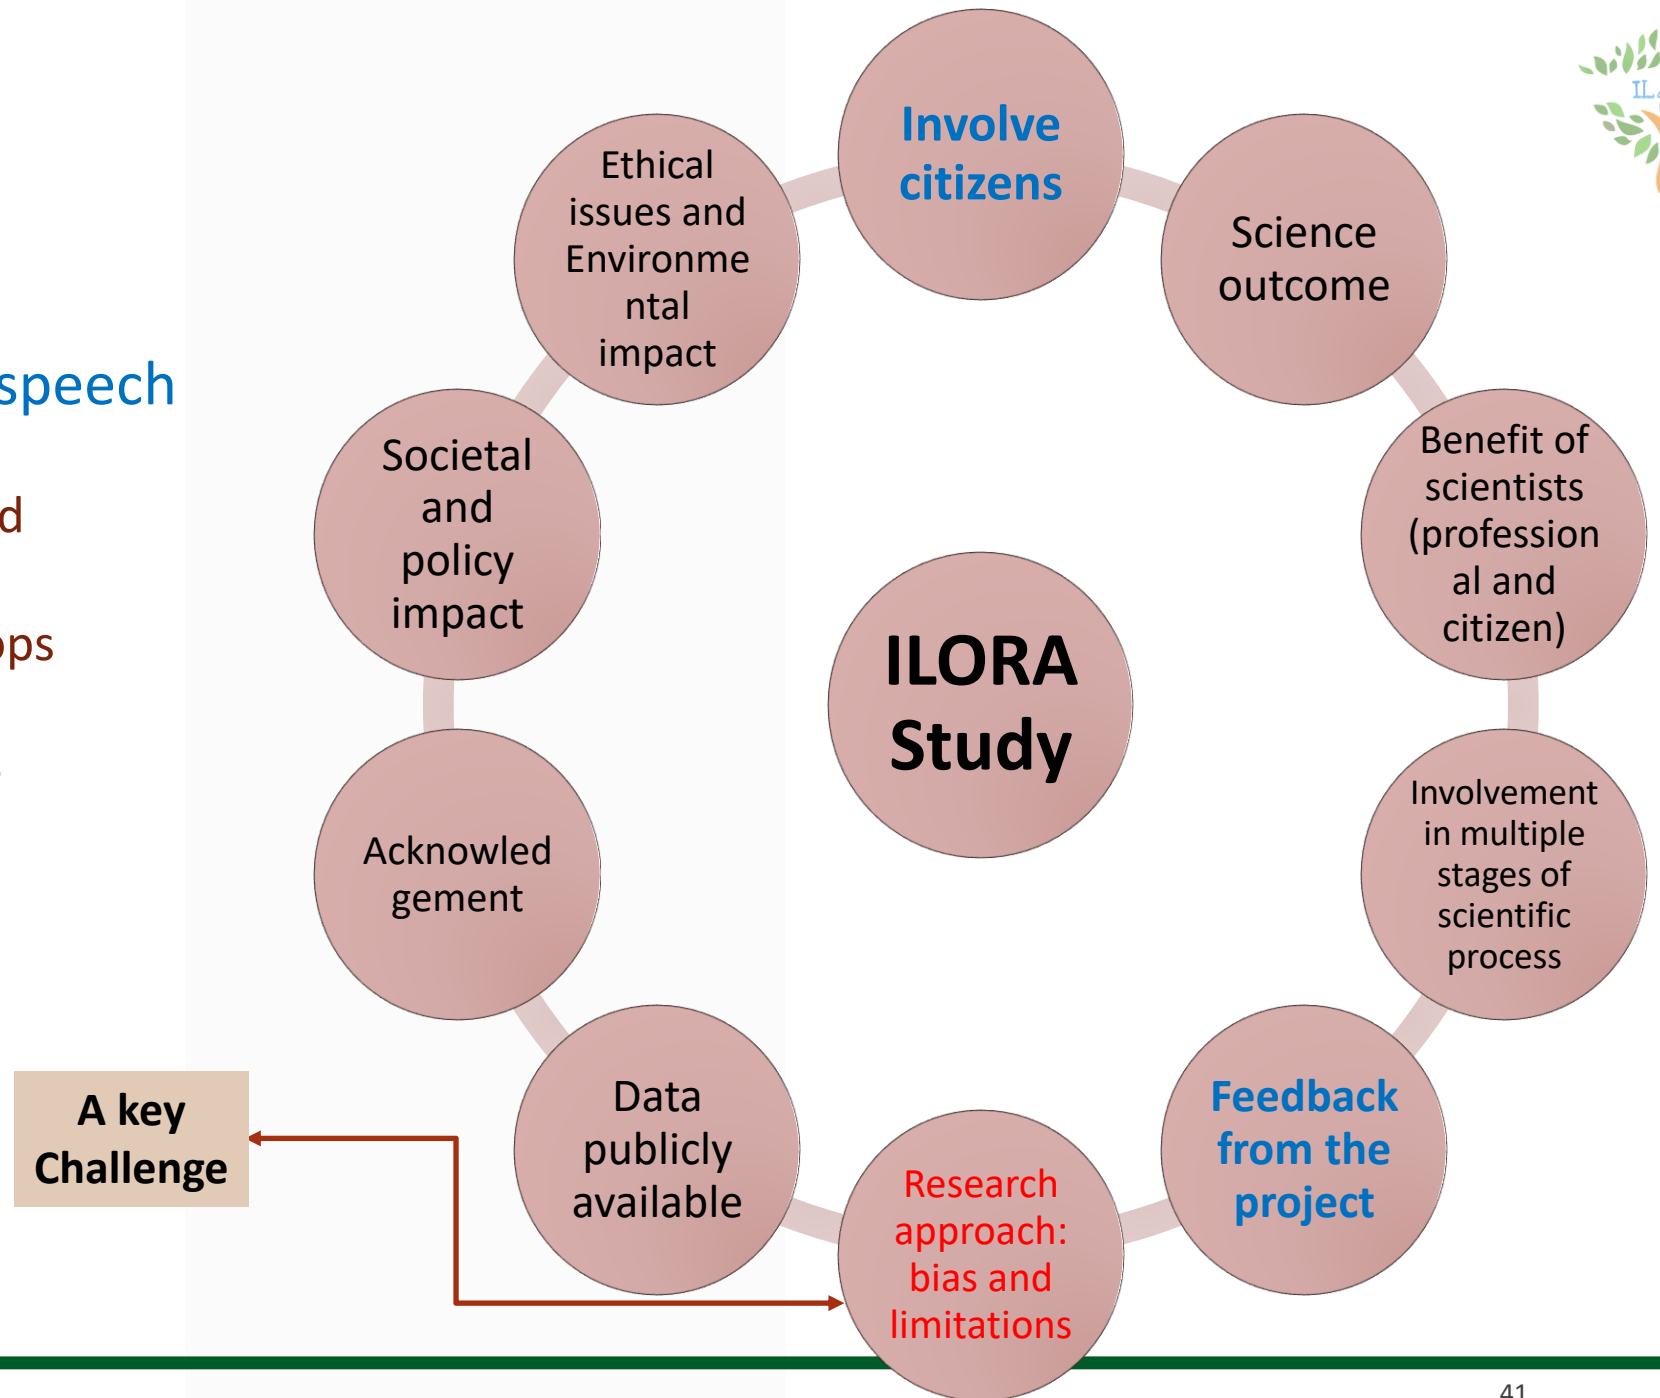 speech
Involve
citizens
Science
outcome
Benefit of
scientists
(profession
al and
citizen)
Involvement
in multiple
stages of
scientific
process
Feedback
from the
project
Research
approach:
bias and
limitations
Data
publicly
available
Acknowled
gement
Societal
and
policy
impact
Ethical
issues and
Environme
ntal
impact
ILORA
Study
A key
Challenge
41